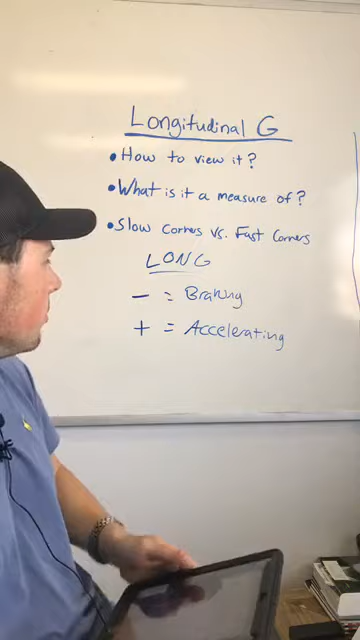 Longitudinal G
• How to view it?
• What is it a measure of?
• Slow Corners vs. Fast Corners
LONG
- = Braking
+ = Accelerating